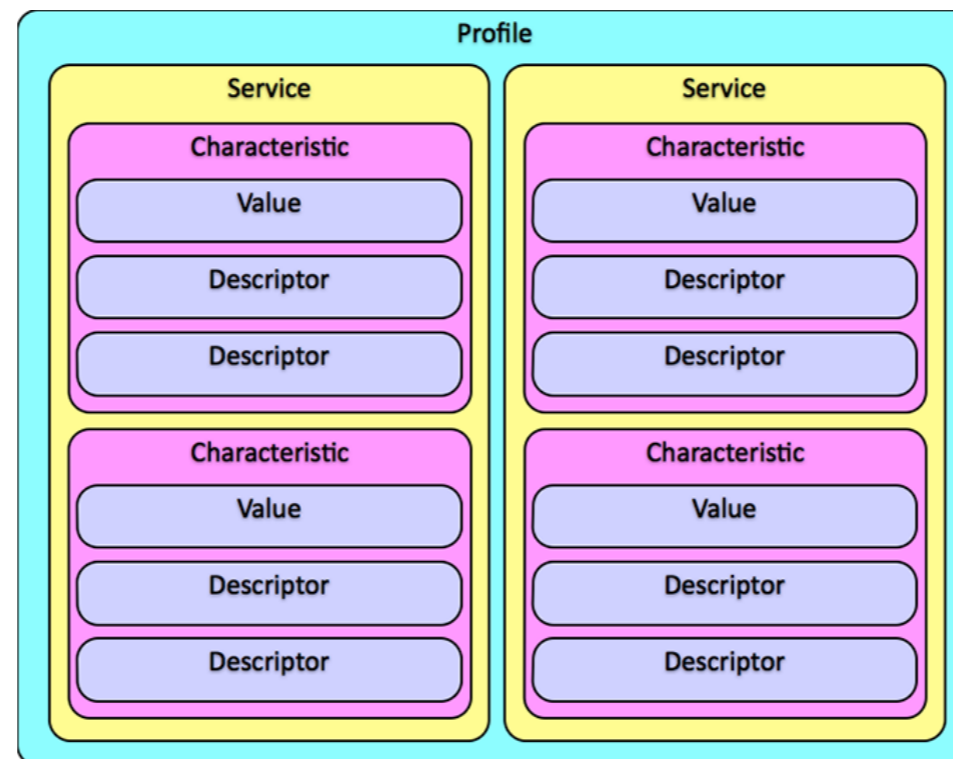 Profile
Service
Characteristic
Value
Descriptor
Descriptor
Characteristic
Value
Descriptor
Descriptor
Service
Characteristic
Value
Descriptor
Descriptor
Characteristic
Value
Descriptor
Descriptor